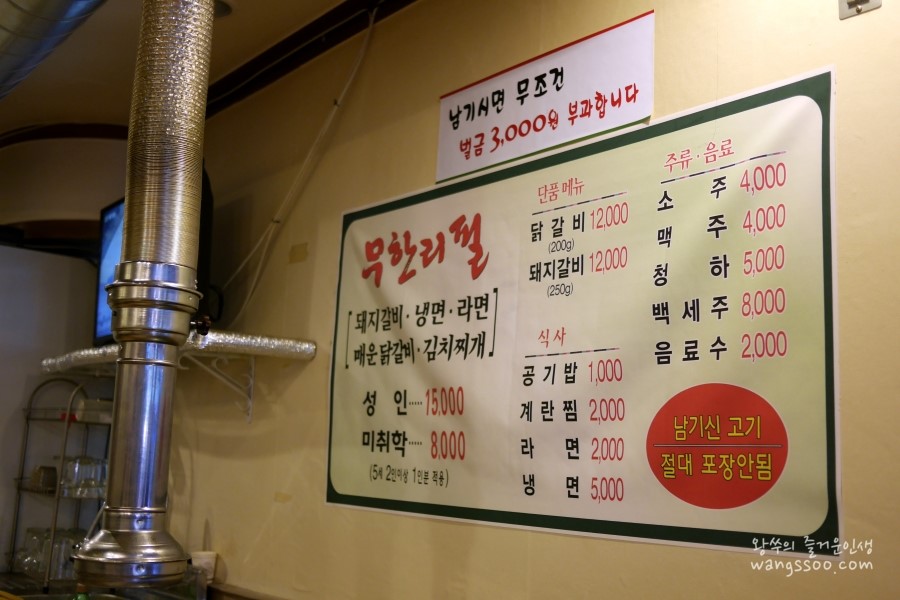 남기시면 무조건
벌금 3,000원 부과합니다
무한리필
[돼지갈비·냉면·라면
매운닭갈비·김치찌개]
성 인····· 15,000
미취학···· 8,000
(5세 2인이상 1인분 적용)
단품메뉴
닭갈비 12,000
(200g)
돼지갈비 12,000
(250g)
식사
공기밥 1,000
계란찜 2,000
라면 2,000
냉면 5,000
주류·음료
소주 4,000
맥주 4,000
청하 5,000
백세주 8,000
음료수 2,000
남기신 고기
절대 포장안됨
왕쑤의 즐거운인생
wangssoo.com